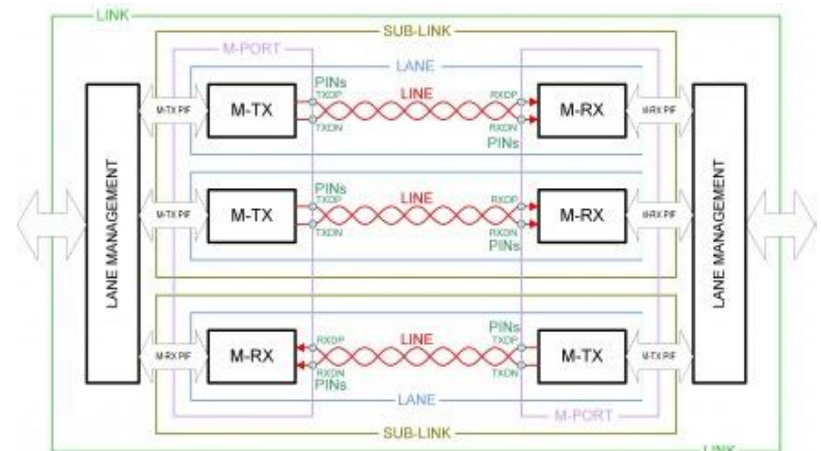 LINK
SUB-LINK
M-PORT
LANE
PINs
TXDP
LINE
RXDP
M-TX PIF
M-TX
M-RX
M-RX PIF
TXDN
RXDN
PINs
PINs
TXDP
LINE
RXDP
M-TX PIF
M-TX
M-RX
M-RX PIF
TXDN
RXDN
PINs
LANE MANAGEMENT
LANE MANAGEMENT
PINs
RXDP
LINE
TXDP
M-RX PIF
M-RX
M-TX
M-TX PIF
RXDN
TXDN
PINs
LANE
M-PORT
SUB-LINK
LINK